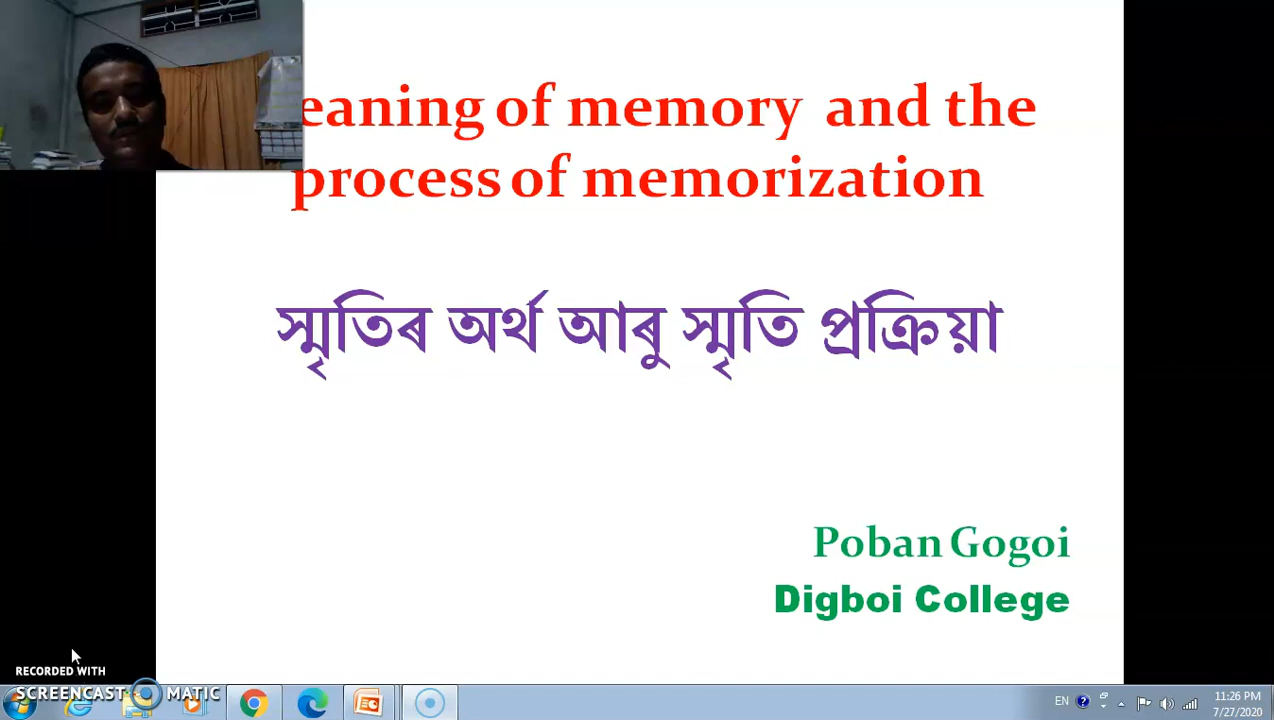 eaning of memory and the
process of memorization
স্মৃতিৰ অৰ্থ আৰু স্মৃতি প্ৰক্ৰিয়া
Poban Gogoi
Digboi College
RECORDED WITH
SCREENCAST MATIC
EN
11:26 PM
7/27/2020